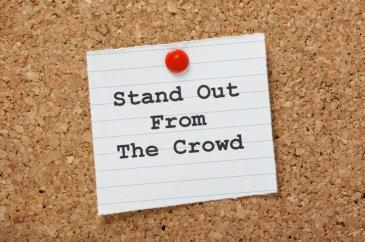 Stand Out
From
The Crowd